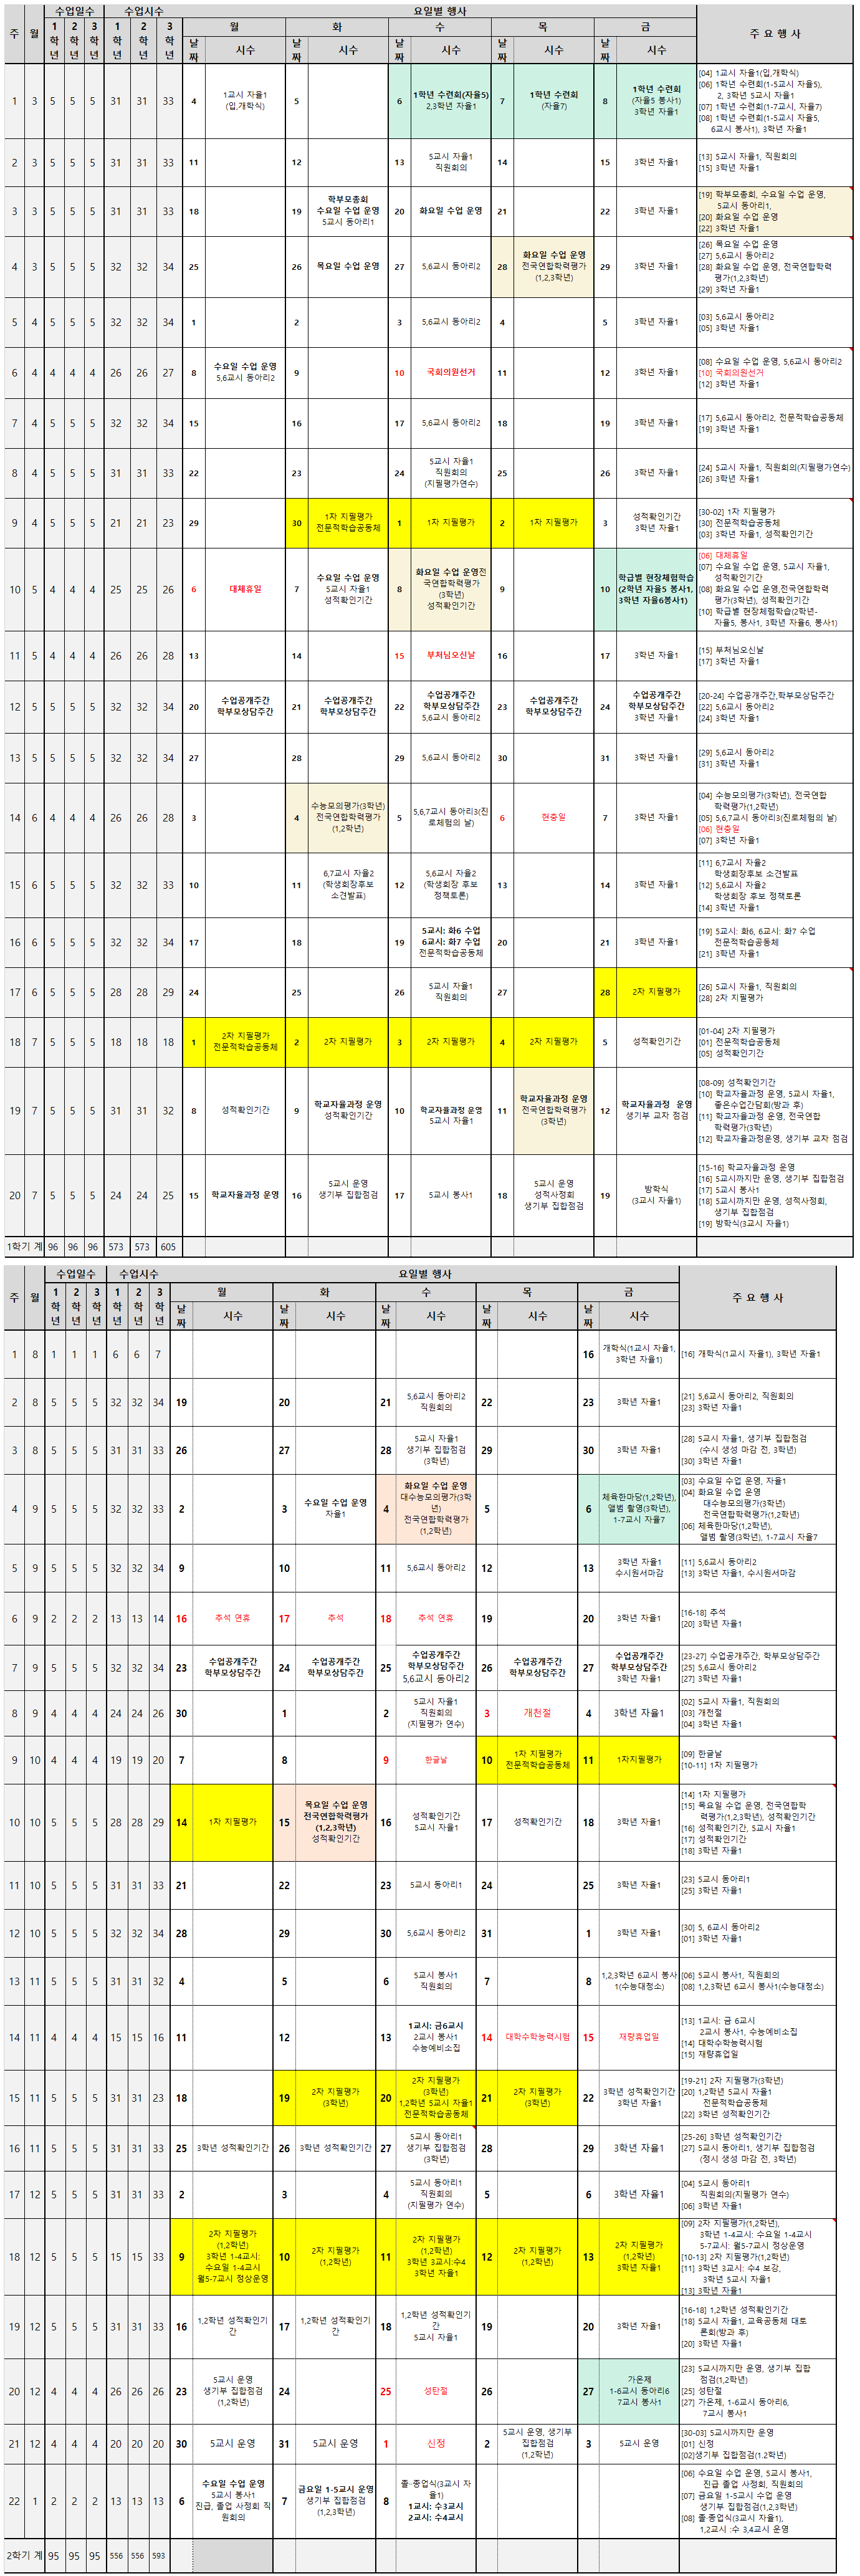 주 월 수업일수 수업시수 요일별 행사 주 요 행 사
1학년 2학년 3학년 1학년 2학년 3학년 월 화 수 목 금
날짜 시수 날짜 시수 날짜 시수 날짜 시수 날짜 시수
1 3 5 5 5 31 31 33
4 1교시 자율1
(입,개학식)
5
6 1학년 수련회(자율5)
2,3학년 자율1
7 1학년 수련회
(자율7)
8 1학년 수련회
(자율5 봉사1)
3학년 자율1
[04] 1교시 자율1(입,개학식)
[06] 1학년 수련회(1-5교시 자율5),
2, 3학년 5교시 자율1
[07] 1학년 수련회(1-7교시, 자율7)
[08] 1학년 수련회(1-5교시 자율5,
6교시 봉사1), 3학년 자율1
2 3 5 5 5 31 31 33
11
12
13 5교시 자율1
직원회의
14
15 3학년 자율1
[13] 5교시 자율1, 직원회의
[15] 3학년 자율1
3 3 5 5 5 31 31 33
18
19 학부모총회
수요일 수업 운영
5교시 동아리1
20 화요일 수업 운영
21
22 3학년 자율1
[19] 학부모총회, 수요일 수업 운영,
5교시 동아리1,
[20] 화요일 수업 운영
[22] 3학년 자율1
4 3 5 5 5 32 32 34
25
26 목요일 수업 운영
27 5,6교시 동아리2
28 화요일 수업 운영
전국연합학력평가
(1,2,3학년)
29 3학년 자율1
[26] 목요일 수업 운영
[27] 5,6교시 동아리2
[28] 화요일 수업 운영, 전국연합학력
평가(1,2,3학년)
[29] 3학년 자율1
5 4 5 5 5 32 32 34
1
2
3 5,6교시 동아리2
4
5 3학년 자율1
[03] 5,6교시 동아리2
[05] 3학년 자율1
6 4 4 4 4 26 26 27
8 수요일 수업 운영
5,6교시 동아리2
9
10 국회의원선거
11
12 3학년 자율1
[08] 수요일 수업 운영, 5,6교시 동아리2
[10] 국회의원선거
[12] 3학년 자율1
7 4 5 5 5 32 32 34
15
16
17 5,6교시 동아리2
18
19 3학년 자율1
[17] 5,6교시 동아리2, 전문적학습공동체
[19] 3학년 자율1
8 4 5 5 5 31 31 33
22
23
24 5교시 자율1
직원회의
(지필평가연수)
25
26 3학년 자율1
[24] 5교시 자율1, 직원회의(지필평가연수)
[26] 3학년 자율1
9 4 5 5 5 21 21 23
29
30 1차 지필평가
전문적학습공동체
1 1차 지필평가
2 1차 지필평가
3 성적확인기간
3학년 자율1
[30-02] 1차 지필평가
[30] 전문적학습공동체
[03] 3학년 자율1, 성적확인기간
10 5 4 4 4 25 25 26
6 대체휴일
7 수요일 수업 운영
5교시 자율1
성적확인기간
8 화요일 수업 운영전
국연합학력평가
(3학년)
성적확인기간
9
10 학급별 현장체험학습
(2학년 자율5 봉사1,
3학년 자율6봉사1)
[06] 대체휴일
[07] 수요일 수업 운영, 5교시 자율1,
성적확인기간
[08] 화요일 수업 운영,전국연합학력
평가(3학년), 성적확인기간
[10] 학급별 현장체험학습(2학년-
자율5, 봉사1, 3학년 자율6, 봉사1)
11 5 4 4 4 26 26 28
13
14
15 부처님오신날
16
17 3학년 자율1
[15] 부처님오신날
[17] 3학년 자율1
12 5 5 5 5 32 32 34
20 수업공개주간
학부모상담주간
21 수업공개주간
학부모상담주간
22 수업공개주간
학부모상담주간
5,6교시 동아리2
23 수업공개주간
학부모상담주간
24 수업공개주간
학부모상담주간
3학년 자율1
[20-24] 수업공개주간,학부모상담주간
[22] 5,6교시 동아리2
[24] 3학년 자율1
13 5 5 5 5 32 32 34
27
28
29 5,6교시 동아리2
30
31 3학년 자율1
[29] 5,6교시 동아리2
[31] 3학년 자율1
14 6 4 4 4 26 26 28
3
4 수능모의평가(3학년)
전국연합학력평가
(1,2학년)
5 5,6,7교시 동아리3(진
로체험의 날)
6 현충일
7 3학년 자율1
[04] 수능모의평가(3학년), 전국연합
학력평가(1,2학년)
[05] 5,6,7교시 동아리3(진로체험의 날)
[06] 현충일
[07] 3학년 자율1
15 6 5 5 5 32 32 33
10
11 6,7교시 자율2
(학생회장후보
소견발표)
12 5,6교시 자율2
(학생회장 후보
정책토론)
13
14 3학년 자율1
[11] 6,7교시 자율2
학생회장후보 소견발표
[12] 5,6교시 자율2
학생회장 후보 정책토론
[14] 3학년 자율1
16 6 5 5 5 32 32 34
17
18
19 5교시: 화6 수업
6교시: 화7 수업
전문적학습공동체
20
21 3학년 자율1
[19] 5교시: 화6, 6교시: 화7 수업
전문적학습공동체
[21] 3학년 자율1
17 6 5 5 5 28 28 29
24
25
26 5교시 자율1
직원회의
27
28 2차 지필평가
[26] 5교시 자율1, 직원회의
[28] 2차 지필평가
18 7 5 5 5 18 18 18
1 2차 지필평가
전문적학습공동체
2 2차 지필평가
3 2차 지필평가
4 2차 지필평가
5 성적확인기간
[01-04] 2차 지필평가
[01] 전문적학습공동체
[05] 성적확인기간
19 7 5 5 5 31 31 32
8 성적확인기간
9 학교자율과정 운영
성적확인기간
10 학교자율과정 운영
5교시 자율1
11 학교자율과정 운영
전국연합학력평가
(3학년)
12 학교자율과정 운영
생기부 교자 점검
[08-09] 성적확인기간
[10] 학교자율과정 운영, 5교시 자율1,
좋은수업간담회(방과 후)
[11] 학교자율과정 운영, 전국연합
학력평가(3학년)
[12] 학교자율과정운영, 생기부 교자 점검
20 7 5 5 5 24 24 25
15 학교자율과정 운영
16 5교시 운영
생기부 집합점검
17 5교시 봉사1
18 5교시 운영
성적사정회
생기부 집합점검
19 방학식
(3교시 자율1)
[15-16] 학교자율과정 운영
[16] 5교시까지만 운영, 생기부 집합점검
[17] 5교시 봉사1
[18] 5교시까지만 운영, 성적사정회,
생기부 집합점검
[19] 방학식(3교시 자율1)
1학기 계 96 96 96 573 573 605
주 월 수업일수 수업시수 요일별 행사 주 요 행 사
1학년 2학년 3학년 1학년 2학년 3학년 월 화 수 목 금
날짜 시수 날짜 시수 날짜 시수 날짜 시수 날짜 시수
1 8 1 1 1 6 6 7
16 개학식(1교시 자율1,
3학년 자율1)
[16] 개학식(1교시 자율1), 3학년 자율1
2 8 5 5 5 32 32 34
19
20
21 5,6교시 동아리2
직원회의
22
23 3학년 자율1
[21] 5,6교시 동아리2, 직원회의
[23] 3학년 자율1
3 8 5 5 5 31 31 33
26
27
28 5교시 자율1
생기부 집합점검
(3학년)
29
30 3학년 자율1
[28] 5교시 자율1, 생기부 집합점검
(수시 생성 마감 전, 3학년)
[30] 3학년 자율1
4 9 5 5 5 32 32 33
2
3 수요일 수업 운영
자율1
4 화요일 수업 운영
대수능모의평가(3학
년)
전국연합학력평가
(1,2학년)
5
6 체육한마당(1,2학년),
앨범 촬영(3학년),
1-7교시 자율7
[03] 수요일 수업 운영, 자율1
[04] 화요일 수업 운영
대수능모의평가(3학년)
전국연합학력평가(1,2학년)
[06] 체육한마당(1,2학년),
앨범 촬영(3학년), 1-7교시 자율7
5 9 5 5 5 32 32 34
9
10
11 5,6교시 동아리2
12
13 3학년 자율1
수시원서마감
[11] 5,6교시 동아리2
[13] 3학년 자율1, 수시원서마감
6 9 2 2 2 13 13 14
16 추석 연휴
17 추석
18 추석 연휴
19
20 3학년 자율1
[16-18] 추석
[20] 3학년 자율1
7 9 5 5 5 32 32 34
23 수업공개주간
학부모상담주간
24 수업공개주간
학부모상담주간
25 수업공개주간
학부모상담주간
5,6교시 동아리2
26 수업공개주간
학부모상담주간
27 수업공개주간
학부모상담주간
3학년 자율1
[23-27] 수업공개주간, 학부모상담주간
[25] 5,6교시 동아리2
[27] 3학년 자율1
8 9 4 4 4 24 24 26
30
1
2 5교시 자율1
직원회의
(지필평가 연수)
3 개천절
4 3학년 자율1
[02] 5교시 자율1, 직원회의
[03] 개천절
[04] 3학년 자율1
9 10 4 4 4 19 19 20
7
8
9 한글날
10 1차 지필평가
전문적학습공동체
11 1차지필평가
[09] 한글날
[10-11] 1차 지필평가
10 10 5 5 5 28 28 29
14 1차 지필평가
15 목요일 수업 운영
전국연합학력평가
(1,2,3학년)
성적확인기간
16 성적확인기간
5교시 자율1
17 성적확인기간
18 3학년 자율1
[14] 1차 지필평가
[15] 목요일 수업 운영, 전국연합학
력평가(1,2,3학년), 성적확인기간
[16] 성적확인기간, 5교시 자율1
[17] 성적확인기간
[18] 3학년 자율1
11 10 5 5 5 31 31 33
21
22
23 5교시 동아리1
24
25 3학년 자율1
[23] 5교시 동아리1
[25] 3학년 자율1
12 10 5 5 5 32 32 34
28
29
30 5,6교시 동아리2
31
1 3학년 자율1
[30] 5, 6교시 동아리2
[01] 3학년 자율1
13 11 5 5 5 31 31 32
4
5
6 5교시 봉사1
직원회의
7
8 1,2,3학년 6교시 봉사
1(수능대청소)
[06] 5교시 봉사1, 직원회의
[08] 1,2,3학년 6교시 봉사1(수능대청소)
14 11 4 4 4 15 15 16
11
12
13 1교시: 금6교시
2교시 봉사1
수능예비소집
14 대학수학능력시험
15 재량휴업일
[13] 1교시: 금 6교시
2교시 봉사1, 수능예비소집
[14] 대학수학능력시험
[15] 재량휴업일
15 11 5 5 5 31 31 23
18
19 2차 지필평가
(3학년)
20 2차 지필평가
(3학년)
1,2학년 5교시 자율1
전문적학습공동체
21 2차 지필평가
(3학년)
22 3학년 성적확인기간
3학년 자율1
[19-21] 2차 지필평가(3학년)
[20] 1,2학년 5교시 자율1
전문적학습공동체
[22] 3학년 성적확인기간
16 11 5 5 5 31 31 33
25 3학년 성적확인기간
26 3학년 성적확인기간
27 5교시 동아리1
생기부 집합점검
(3학년)
28
29 3학년 자율1
[25-26] 3학년 성적확인기간
[27] 5교시 동아리1, 생기부 집합점검
(정시 생성 마감 전, 3학년)
17 12 5 5 5 31 31 33
2
3
4 5교시 동아리1
직원회의
(지필평가 연수)
5
6 3학년 자율1
[04] 5교시 동아리1
직원회의(지필평가 연수)
[06] 3학년 자율1
18 12 5 5 5 15 15 33
9 2차 지필평가
(1,2학년)
3학년 1-4교시:
수요일 1-4교시
월5-7교시 정상운영
10 2차 지필평가
(1,2학년)
11 2차 지필평가
(1,2학년)
3학년 3교시:수4
3학년 자율1
12 2차 지필평가
(1,2학년)
13 2차 지필평가
(1,2학년)
3학년 자율1
[09] 2차 지필평가(1,2학년),
3학년 1-4교시: 수요일 1-4교시
5-7교시: 월5-7교시 정상운영
[10-13] 2차 지필평가(1,2학년)
[11] 3학년 3교시: 수4 보강,
3학년 5교시 자율1
[13] 3학년 자율1
19 12 5 5 5 31 31 33
16 1,2학년 성적확인기
간
17 1,2학년 성적확인기
간
18 1,2학년 성적확인기
간
5교시 자율1
19
20 3학년 자율1
[16-18] 1,2학년 성적확인기간
[18] 5교시 자율1, 교육공동체 대토
론회(방과 후)
[20] 3학년 자율1
20 12 4 4 4 26 26 26
23 5교시 운영
생기부 집합점검
(1,2학년)
24
25 성탄절
26
27 가온제
1-6교시 동아리6
7교시 봉사1
[23] 5교시까지만 운영, 생기부 집합
점검(1,2학년)
[25] 성탄절
[27] 가온제, 1-6교시 동아리6,
7교시 봉사1
21 12 4 4 4 20 20 20
30 5교시 운영
31 5교시 운영
1 신정
2 5교시 운영, 생기부
집합점검
(1,2학년)
3 5교시 운영
[30-03] 5교시까지만 운영
[01] 신정
[02]생기부 집합점검(1.2학년)
22 1 2 2 2 13 13 13
6 수요일 수업 운영
5교시 봉사1
진급, 졸업 사정회 직
원회의
7 금요일 1-5교시 운영
생기부 집합점검
(1,2,3학년)
8 졸·종업식(3교시 자
율1)
1교시: 수3교시
2교시: 수4교시
[06] 수요일 수업 운영, 5교시 봉사1,
진급 졸업 사정회, 직원회의
[07] 금요일 1-5교시 수업 운영
생기부 집합점검(1,2,3학년)
[08] 졸·종업식(3교시 자율1),
1,2교시 :수 3,4교시 운영
2학기 계 95 95 95 556 556 593